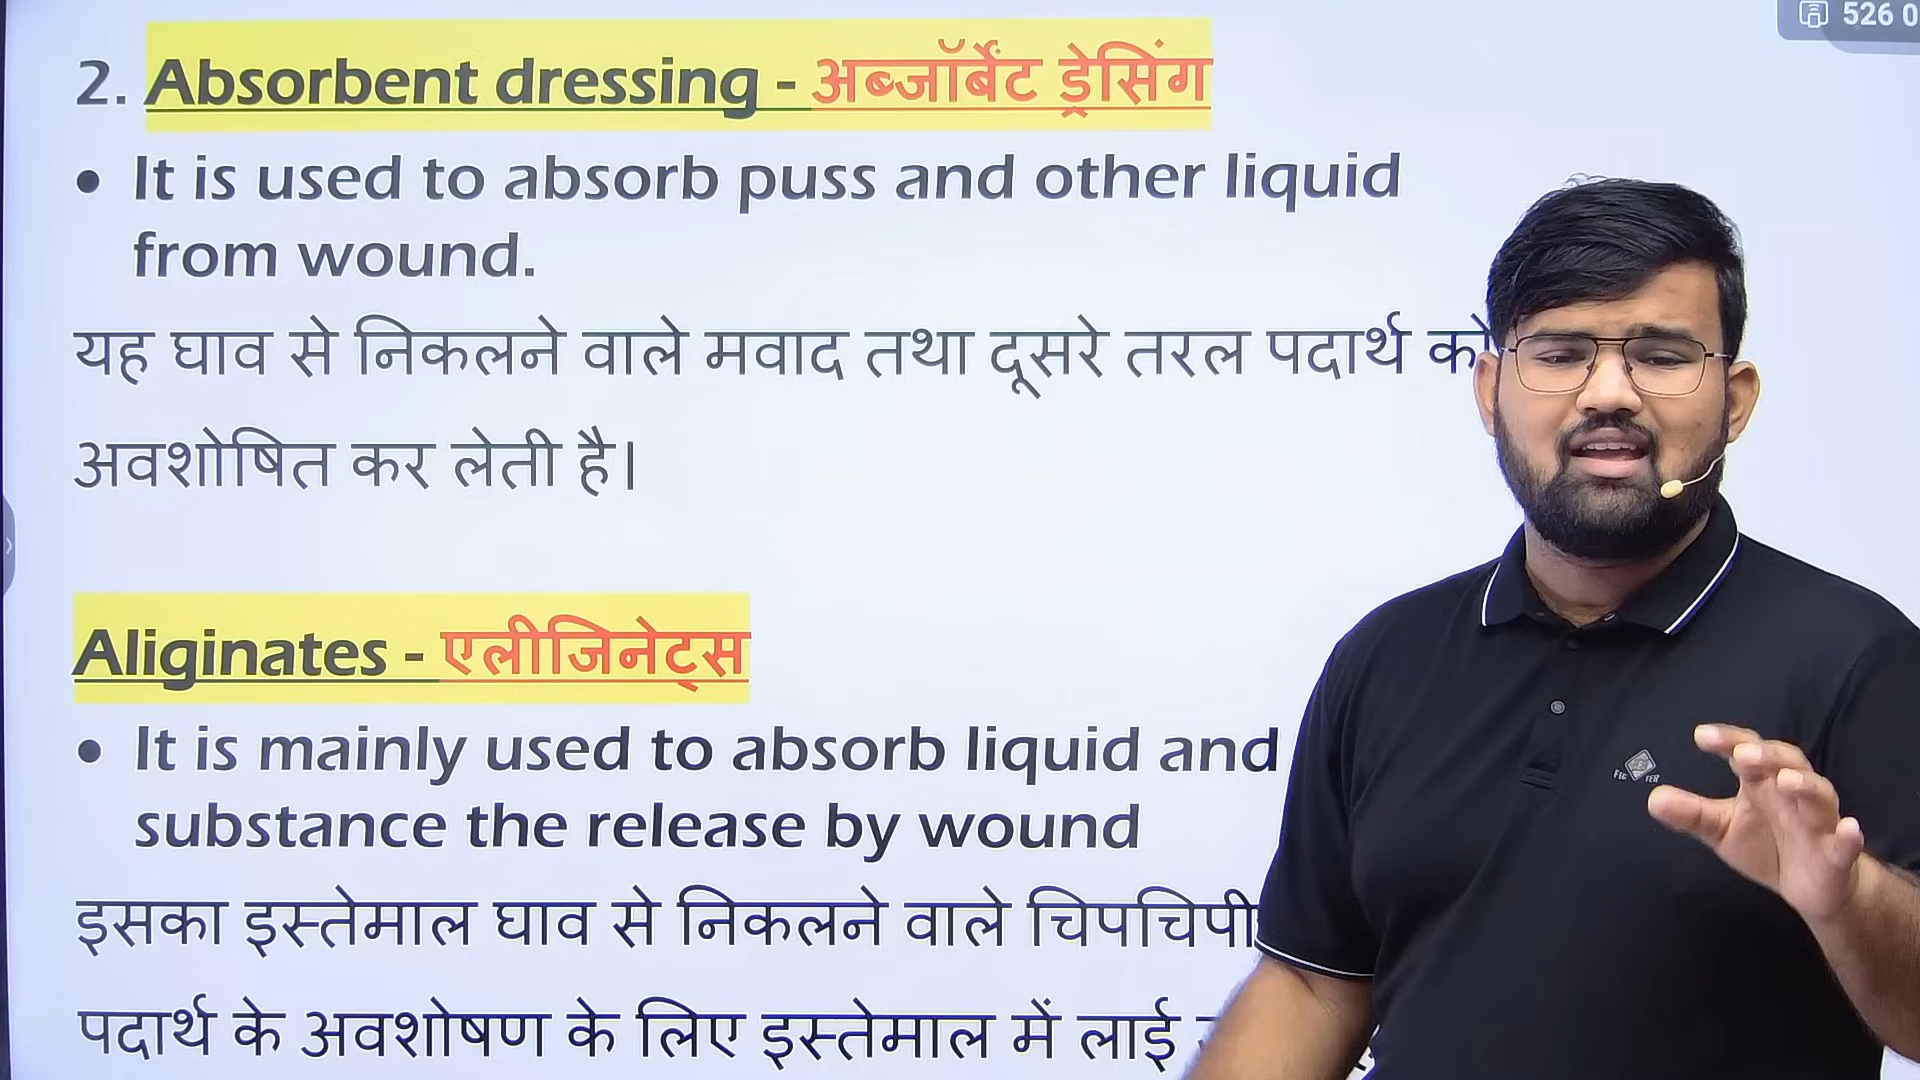 526 0
2. Absorbent dressing - अब्जॉर्बेंट ड्रेसिंग
• It is used to absorb puss and other liquid
from wound.
यह घाव से निकलने वाले मवाद तथा दूसरे तरल पदार्थ को
अवशोषित कर लेती है।
Aliginates - एलीजिनेट्स
• It is mainly used to absorb liquid and
substance the release by wound
इसका इस्तेमाल घाव से निकलने वाले चिपचिपी
पदार्थ के अवशोषण के लिए इस्तेमाल में लाई